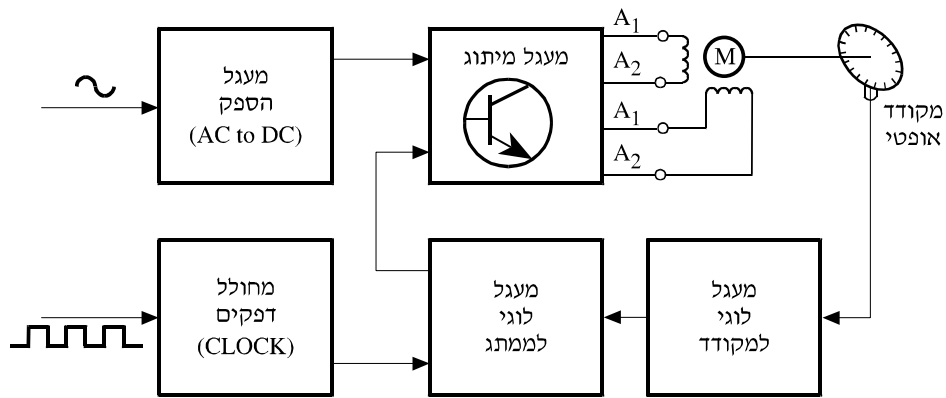 מעגל
הספק
(AC to DC)
מעגל מיתוג
A1
A2
A1
A2
M
מקודד
אופטי
מחולל
דפקים
(CLOCK)
מעגל
לוגי
לממתג
מעגל
לוגי
למקודד